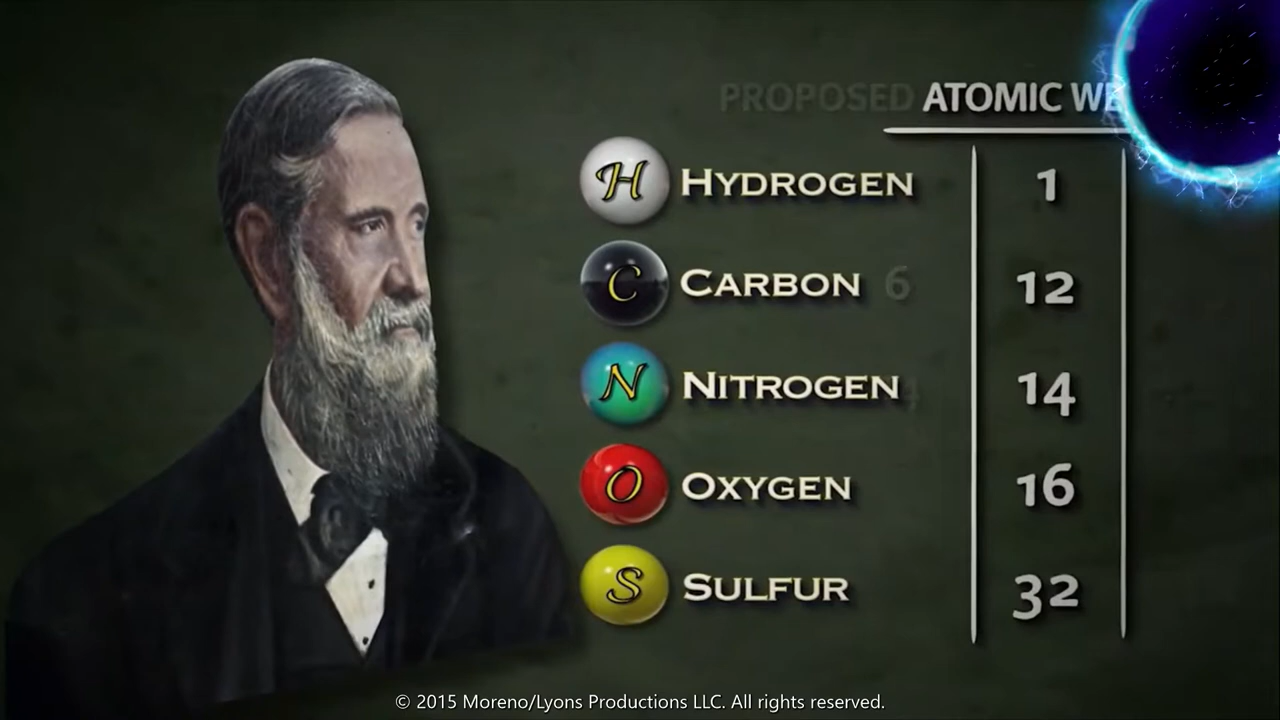 PROPOSED ATOMIC WE
H HYDROGEN 1
C CARBON 6 12
N NITROGEN 14
O OXYGEN 16
S SULFUR 32
© 2015 Moreno/Lyons Productions LLC. All rights reserved.